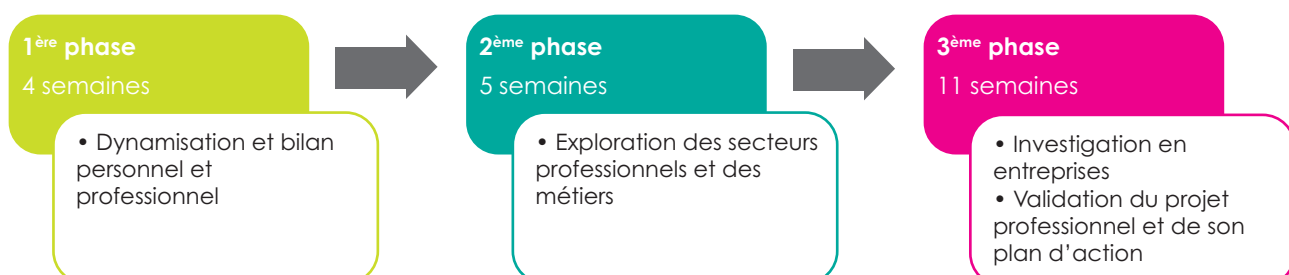 1ère phase
4 semaines
• Dynamisation et bilan
personnel et
professionnel
2ème phase
5 semaines
• Exploration des secteurs
professionnels et des
métiers
3ème phase
11 semaines
• Investigation en
entreprises
• Validation du projet
professionnel et de son
plan d’action